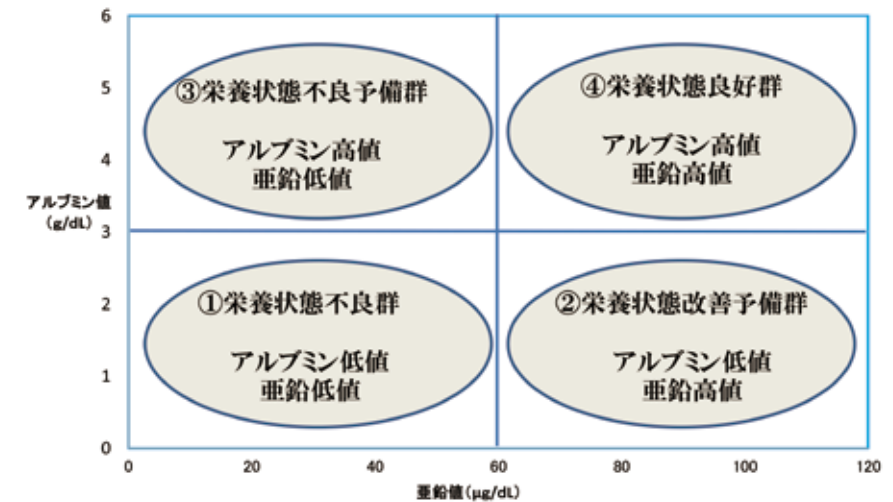 6
③栄養状態不良予備群
④栄養状態良好群
5
アルブミン高値
亜鉛低値
アルブミン高値
亜鉛高値
4
アルブミン値
(g/dL)
3
①栄養状態不良群
②栄養状態改善予備群
2
アルブミン低値
亜鉛低値
アルブミン低値
亜鉛高値
1
0
0 20 40 60 80 100 120
亜鉛値(μg/dL)